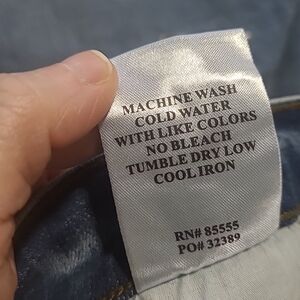 MACHINE WASH
COLD WATER
WITH LIKE COLORS
NO BLEACH
TUMBLE DRY LOW
COOL IRON
RN# 85555
PO# 32389